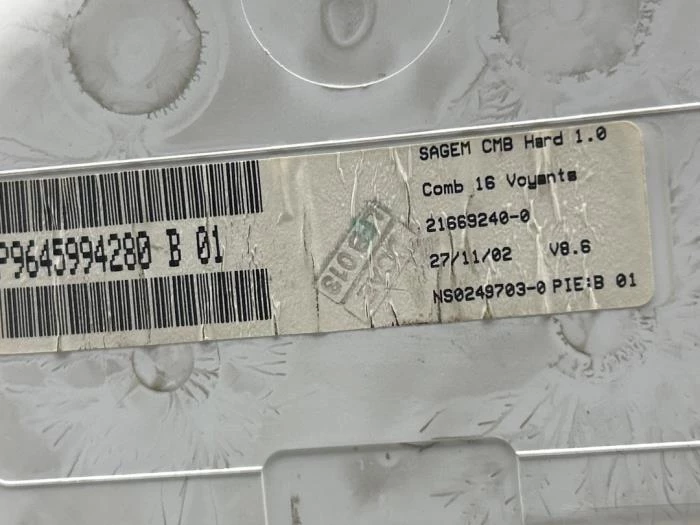 P9645994280 B 01
SAGEM CMB Hard 1.0
Comb 16 Voyants
21669240-0
27/11/02 V8.6
NS0249703-0 PIE:B 01